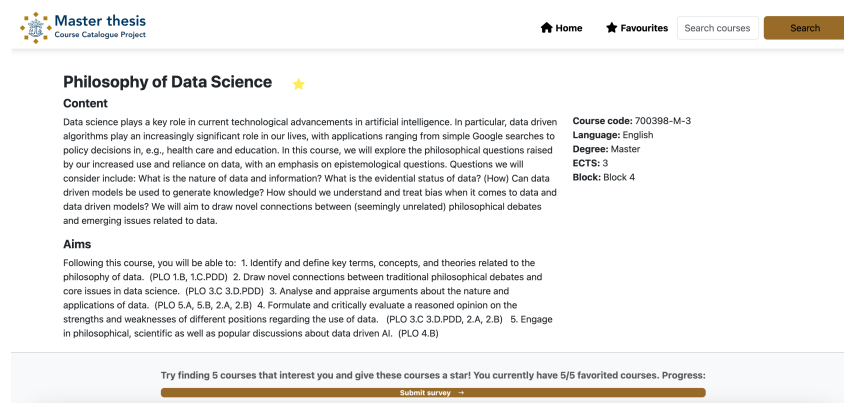 Master thesis
Course Catalogue Project
Home
Favourites
Search courses
Search
Philosophy of Data Science
Content
Data science plays a key role in current technological advancements in artificial intelligence. In particular, data driven
algorithms play an increasingly significant role in our lives, with applications ranging from simple Google searches to
policy decisions in, e.g., health care and education. In this course, we will explore the philosophical questions raised
by our increased use and reliance on data, with an emphasis on epistemological questions. Questions we will
consider include: What is the nature of data and information? What is the evidential status of data? (How) Can data
driven models be used to generate knowledge? How should we understand and treat bias when it comes to data and
data driven models? We will aim to draw novel connections between (seemingly unrelated) philosophical debates
and emerging issues related to data.
Course code: 700398-M-3
Language: English
Degree: Master
ECTS: 3
Block: Block 4
Aims
Following this course, you will be able to: 1. Identify and define key terms, concepts, and theories related to the
philosophy of data. (PLO 1.B, 1.C.PDD) 2. Draw novel connections between traditional philosophical debates and
core issues in data science. (PLO 3.C 3.D.PDD) 3. Analyse and appraise arguments about the nature and
applications of data. (PLO 5.A, 5.B, 2.A, 2.B) 4. Formulate and critically evaluate a reasoned opinion on the
strengths and weaknesses of different positions regarding the use of data. (PLO 3.C 3.D.PDD, 2.A, 2.B) 5. Engage
in philosophical, scientific as well as popular discussions about data driven AI. (PLO 4.B)
Try finding 5 courses that interest you and give these courses a star! You currently have 5/5 favorited courses. Progress:
Submit survey →